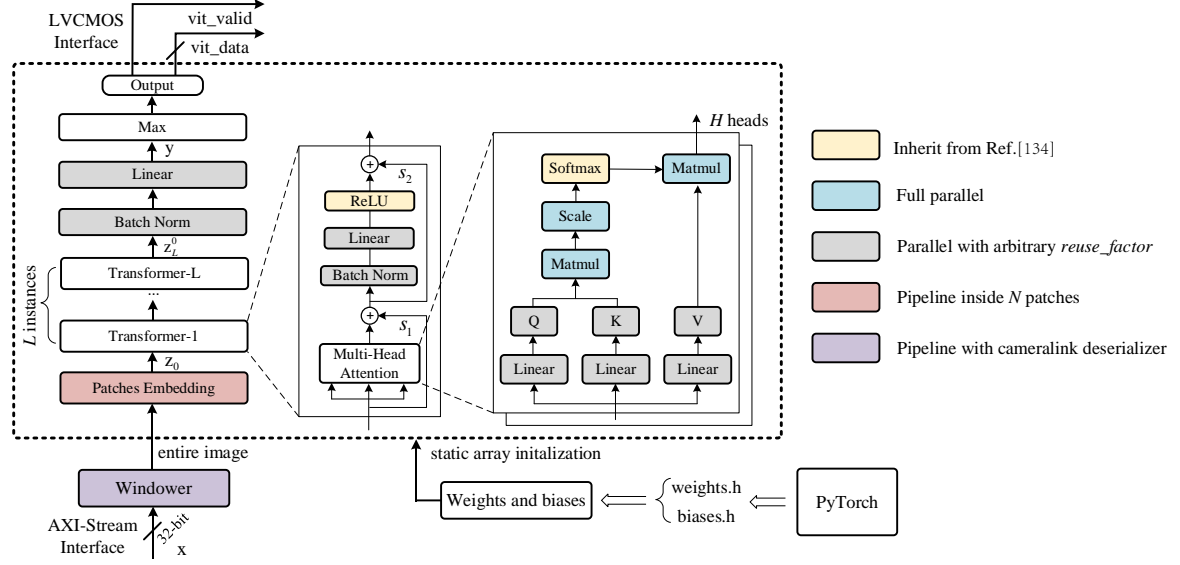 LVCMOS
Interface
vit_valid
vit_data
Output
Max
y
Linear
Batch Norm
z_L^0
L instances
Transformer-L
...
Transformer-1
z_0
Patches Embedding
entire image
Windower
AXI-Stream
Interface
32-bit
x
s_2
ReLU
Linear
Batch Norm
s_1
Multi-Head
Attention
H heads
Softmax
Matmul
Scale
Matmul
Q
K
V
Linear
Linear
Linear
Inherit from Ref.[134]
Full parallel
Parallel with arbitrary reuse_factor
Pipeline inside N patches
Pipeline with cameralink deserializer
static array initalization
Weights and biases
weights.h
biases.h
PyTorch